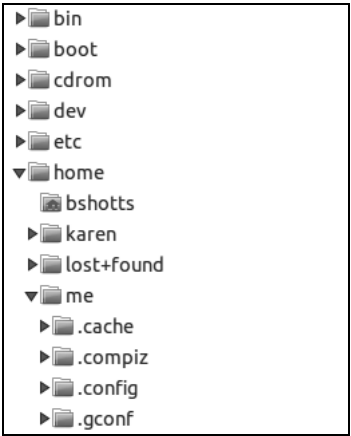 bin
boot
cdrom
dev
etc
home
bshotts
karen
lost+found
me
.cache
.compiz
.config
.gconf